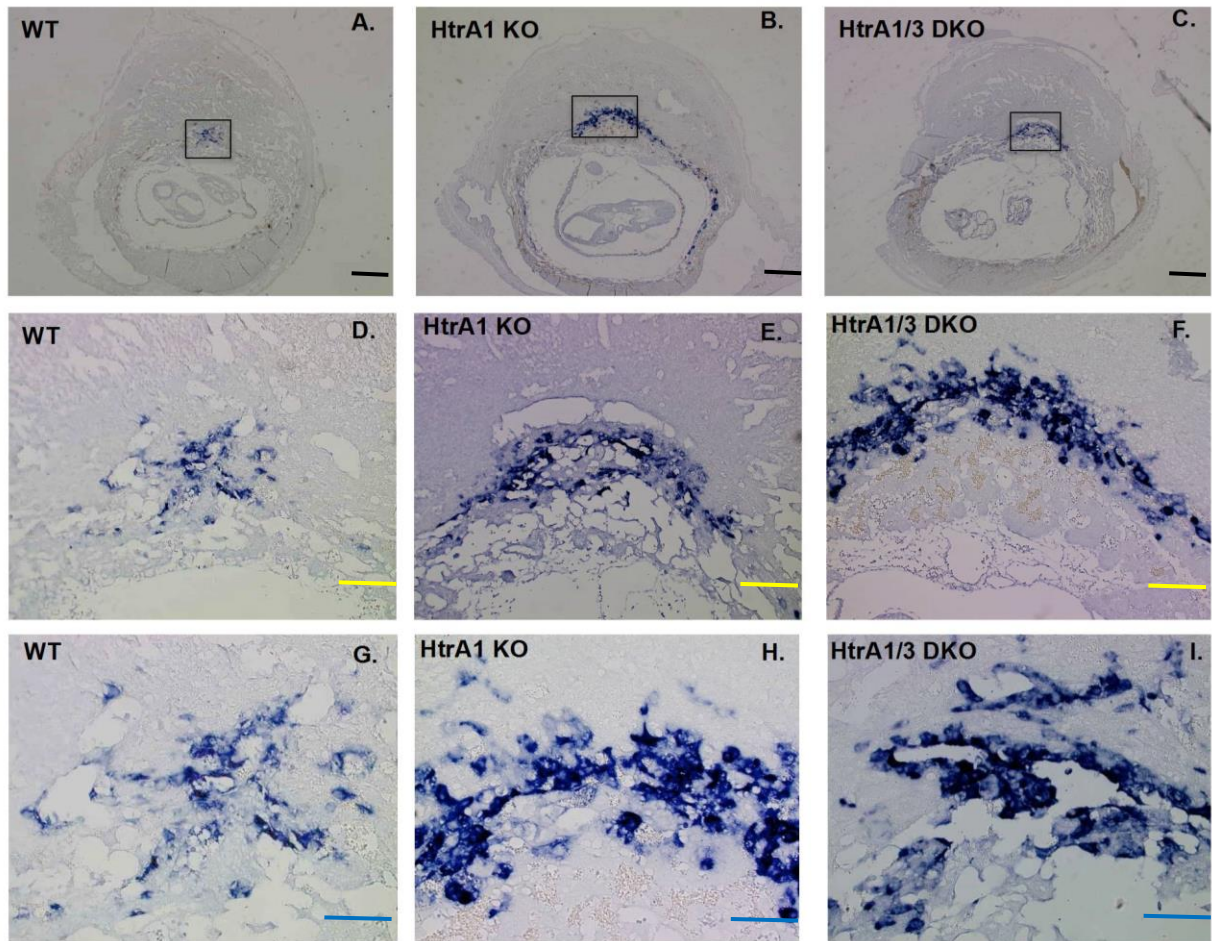 WT
A.
HtrA1 KO
B.
HtrA1/3 DKO
C.
WT
D.
HtrA1 KO
E.
HtrA1/3 DKO
F.
WT
G.
HtrA1 KO
H.
HtrA1/3 DKO
I.